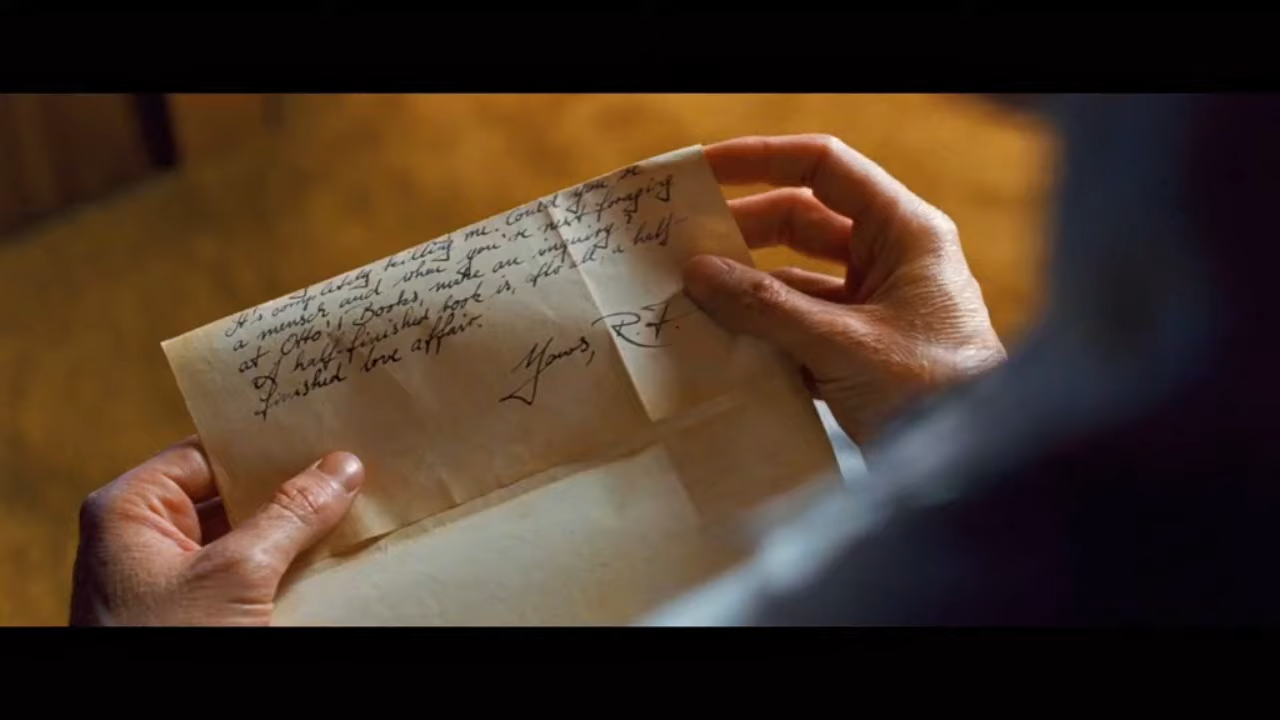 It's completely killing me. Could you be
a mensch and when you're next foraging
at Otto's Books, make an inquiry?
A half-finished book is, after all, a half-
finished love affair.
Yours, R.F.